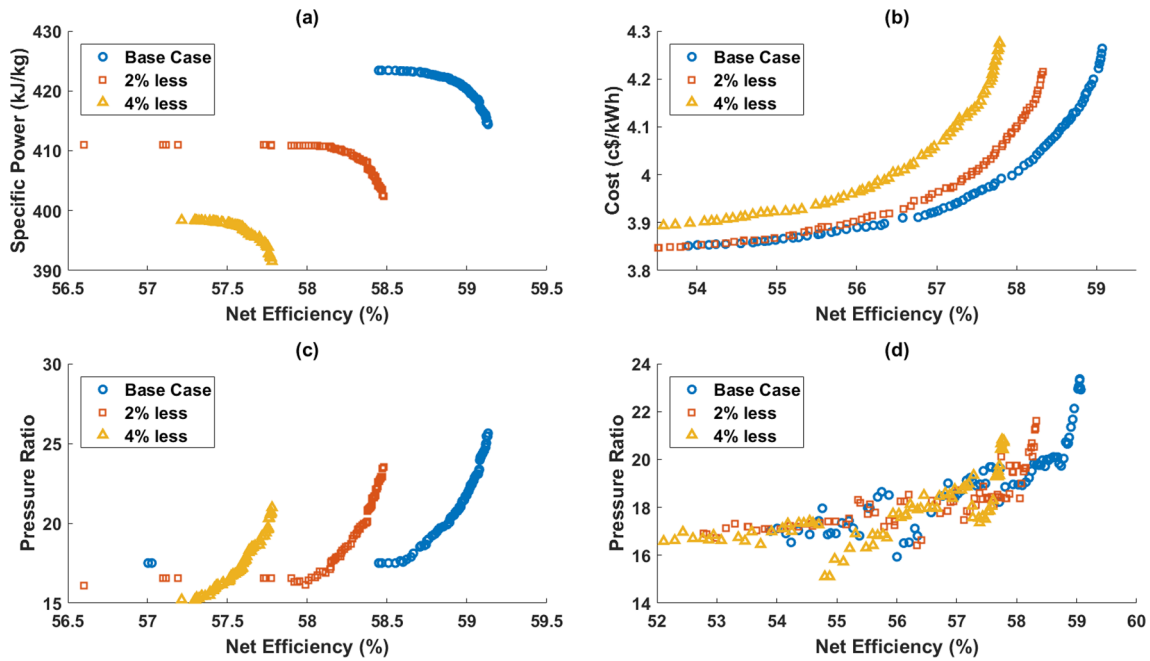 (a)
Specific Power (kJ/kg)
430
420
410
400
390
Base Case
2% less
4% less
56.5 57 57.5 58 58.5 59 59.5
Net Efficiency (%)
(b)
Cost (c$/kWh)
4.3
4.2
4.1
4
3.9
3.8
Base Case
2% less
4% less
54 55 56 57 58 59
Net Efficiency (%)
(c)
Pressure Ratio
30
25
20
15
Base Case
2% less
4% less
56.5 57 57.5 58 58.5 59 59.5
Net Efficiency (%)
(d)
Pressure Ratio
24
22
20
18
16
14
Base Case
2% less
4% less
52 53 54 55 56 57 58 59 60
Net Efficiency (%)